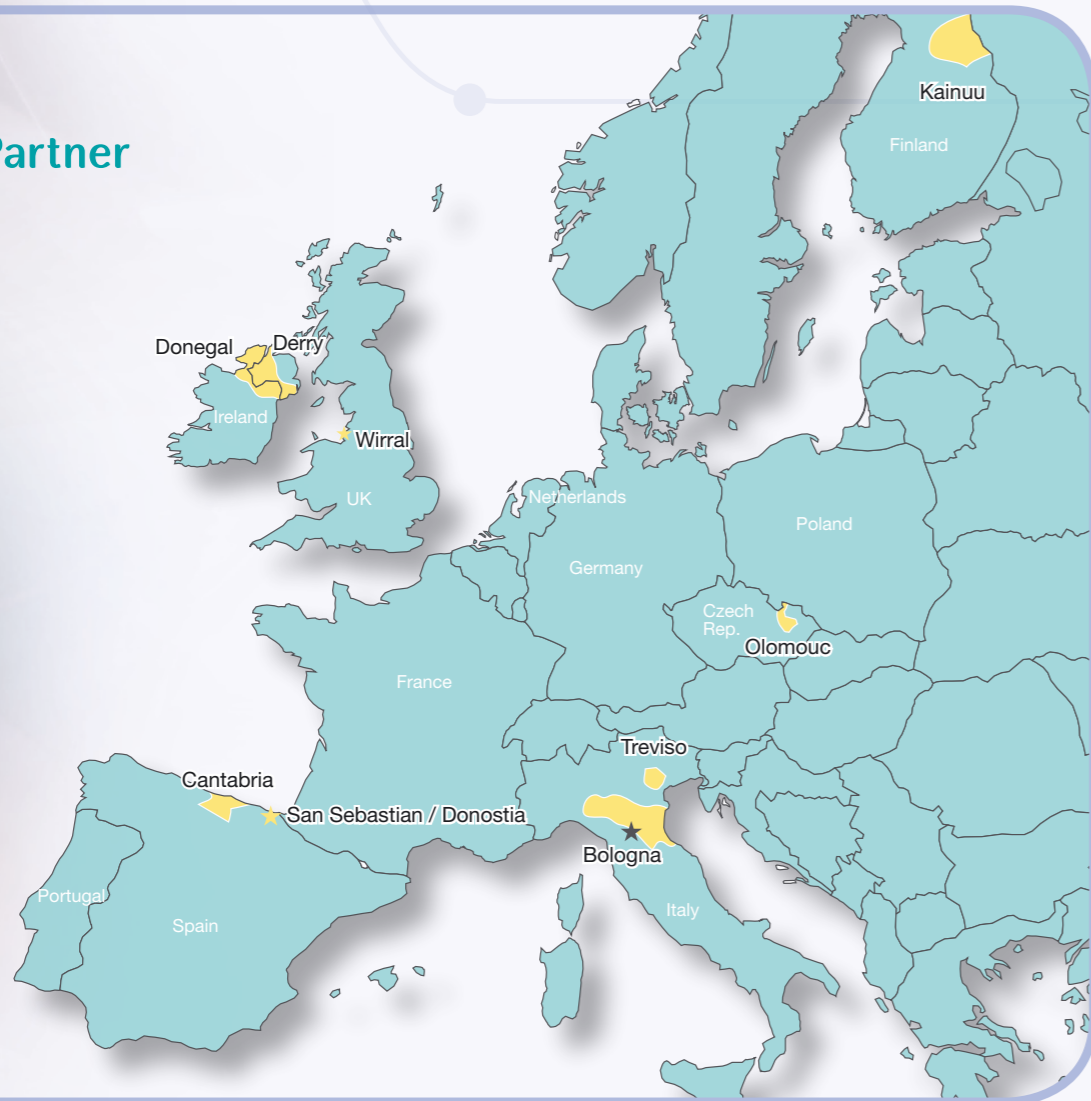 Kainuu
Partner
Finland
Donegal
Derry
Ireland
Wirral
UK
Netherlands
Poland
Germany
Czech
Rep.
Olomouc
France
Treviso
Cantabria
San Sebastian / Donostia
Bologna
Portugal
Spain
Italy